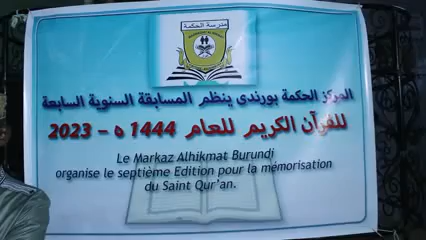 مدرسة الحكمة
المركز الحكمة بورندي ينظم المسابقة السنوية السابعة
للقرآن الكريم للعام 1444 ه - 2023
Le Markaz Alhikmat Burundi
organise le septième Edition pour la mémorisation
du Saint Qur'an.